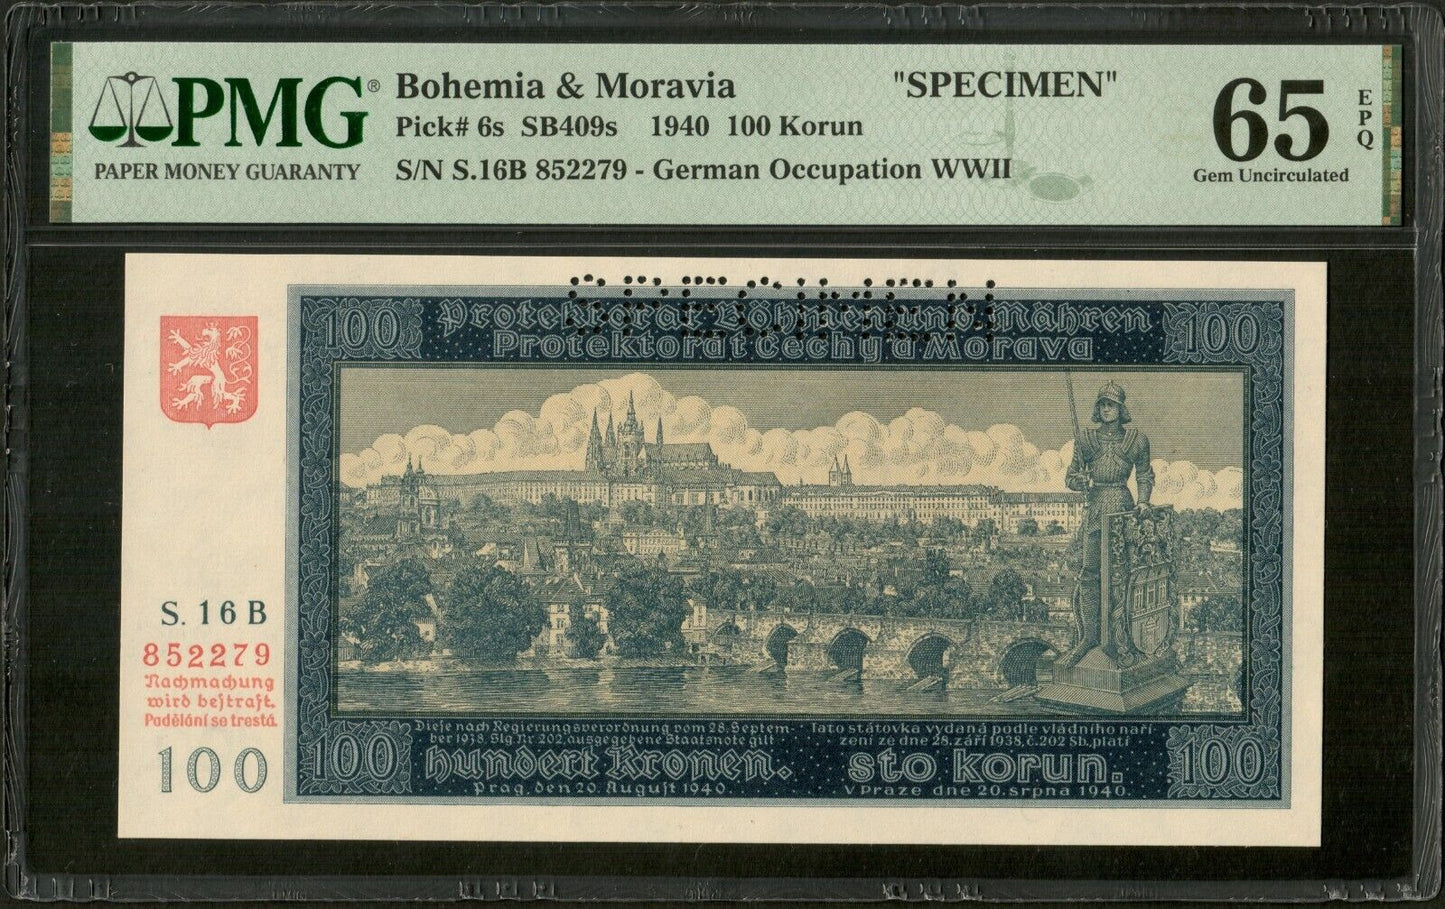 PMG®
PAPER MONEY GUARANTY
Bohemia & Moravia "SPECIMEN"
Pick# 6s SB409s 1940 100 Korun
S/N S.16B 852279 - German Occupation WWII
65 EPQ
Gem Uncirculated
SPECIMEN
100 Protektorat Böhmen und Mähren 100
Protektorat Čechy a Morava
S. 16 B
852279
Nachmachung
wird bestraft.
Padělání se trestá.
100
Diese nach Regierungsverordnung vom 28. Septem-
ber 1938, Slg. Nr. 202, ausgegebene Staatsnote gilt
100 hundert Kronen.
Prag, den 20. August 1940.
Tato státovka vydaná podle vládního naří-
zení ze dne 28. září 1938, č. 202 Sb., platí
sto korun. 100
V Praze dne 20. srpna 1940.